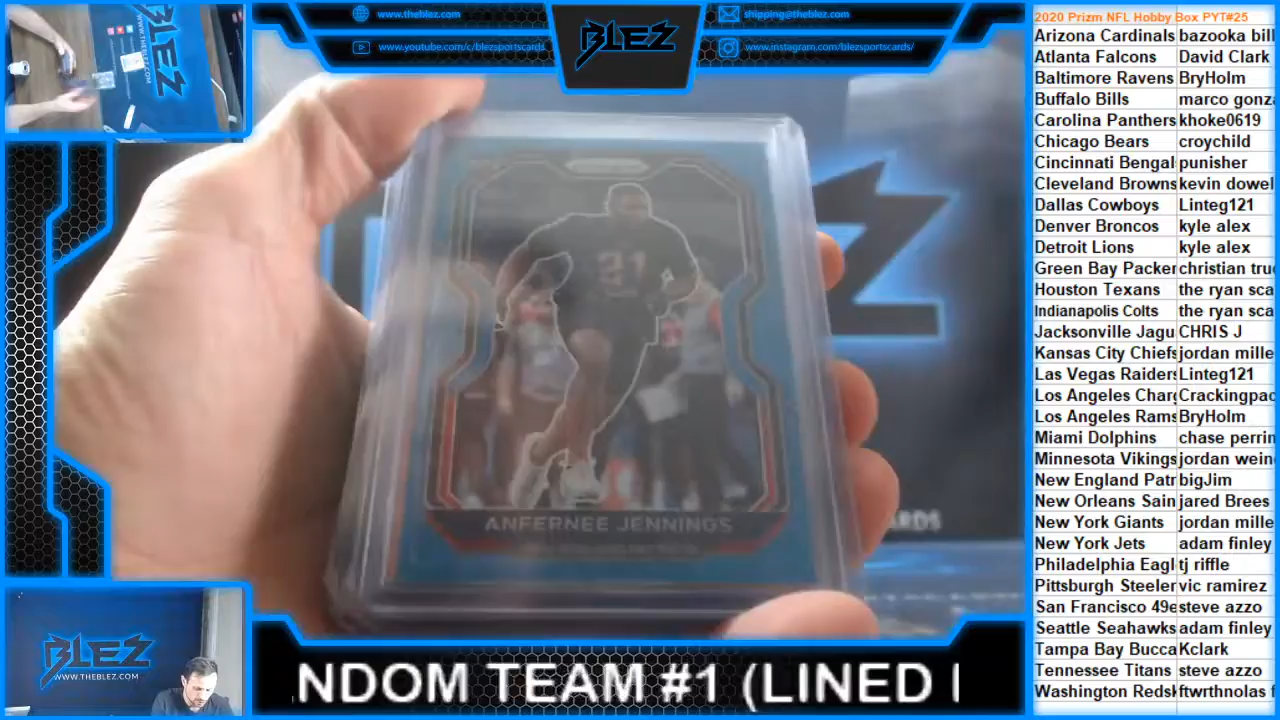 BLEZ
WWW.THEBLEZ.COM
www.theblez.com
www.youtube.com/c/blezsportscards
BLEZ
shipping@theblez.com
www.instagram.com/blezsportscards/
21
ANFERNEE JENNINGS
BLEZ
WWW.THEBLEZ.COM
NDOM TEAM #1 (LINED
2020 Prizm NFL Hobby Box PYT#25
Arizona Cardinals bazooka bill
Atlanta Falcons David Clark
Baltimore Ravens BryHolm
Buffalo Bills marco gonz
Carolina Panthers khoke0619
Chicago Bears croychild
Cincinnati Bengal punisher
Cleveland Browns kevin dowel
Dallas Cowboys Linteg121
Denver Broncos kyle alex
Detroit Lions kyle alex
Green Bay Packer christian tru
Houston Texans the ryan sca
Indianapolis Colts the ryan sca
Jacksonville Jagu CHRIS J
Kansas City Chiefs jordan mille
Las Vegas Raiders Linteg121
Los Angeles Charg Crackingpac
Los Angeles Rams BryHolm
Miami Dolphins chase perrin
Minnesota Vikings jordan wein
New England Patr bigJim
New Orleans Sain jared Brees
New York Giants jordan mille
New York Jets adam finley
Philadelphia Eagl tj riffle
Pittsburgh Steeler vic ramirez
San Francisco 49e steve azzo
Seattle Seahawks adam finley
Tampa Bay Bucca Kclark
Tennessee Titans steve azzo
Washington Redsk ftwrthnolas f